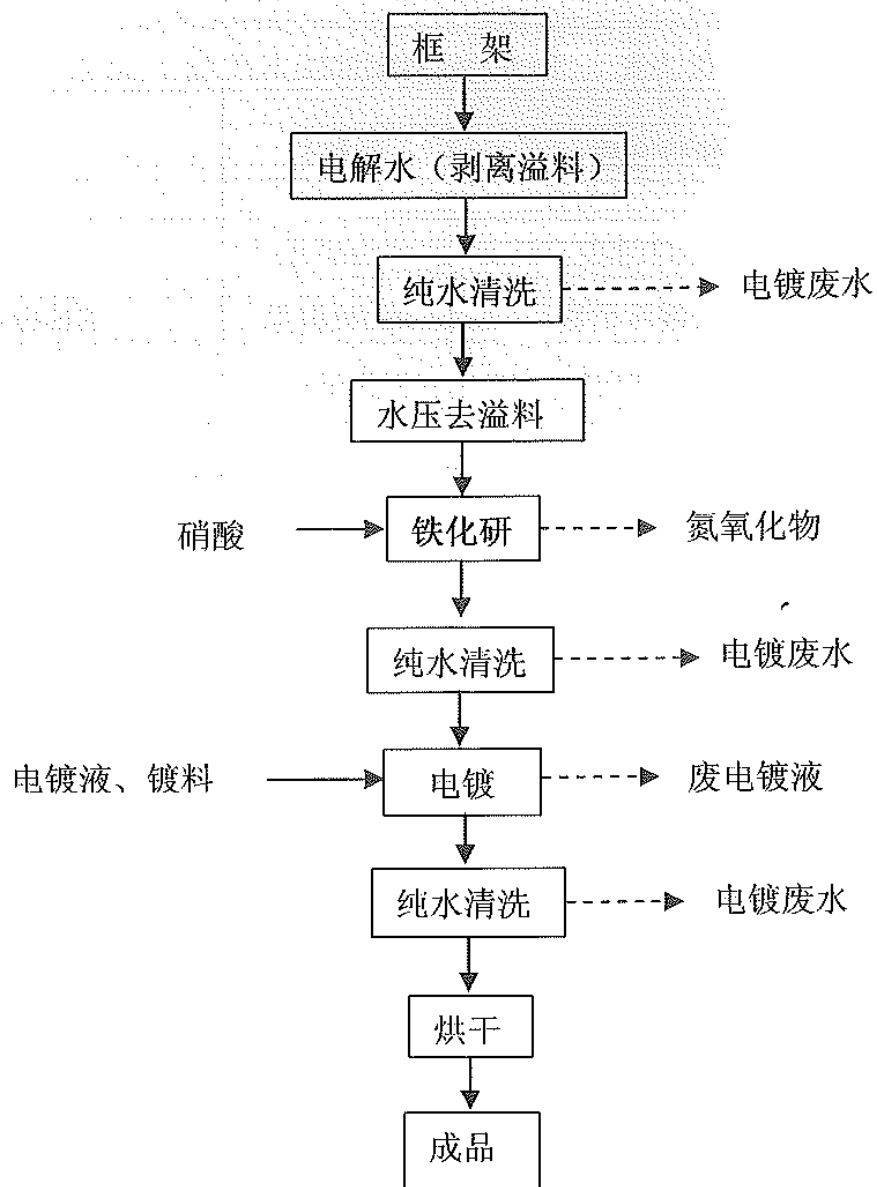 框 架
电解水（剥离溢料）
纯水清洗
电镀废水
水压去溢料
硝酸
铁化研
氮氧化物
纯水清洗
电镀废水
电镀液、镀料
电镀
废电镀液
纯水清洗
电镀废水
烘干
成品